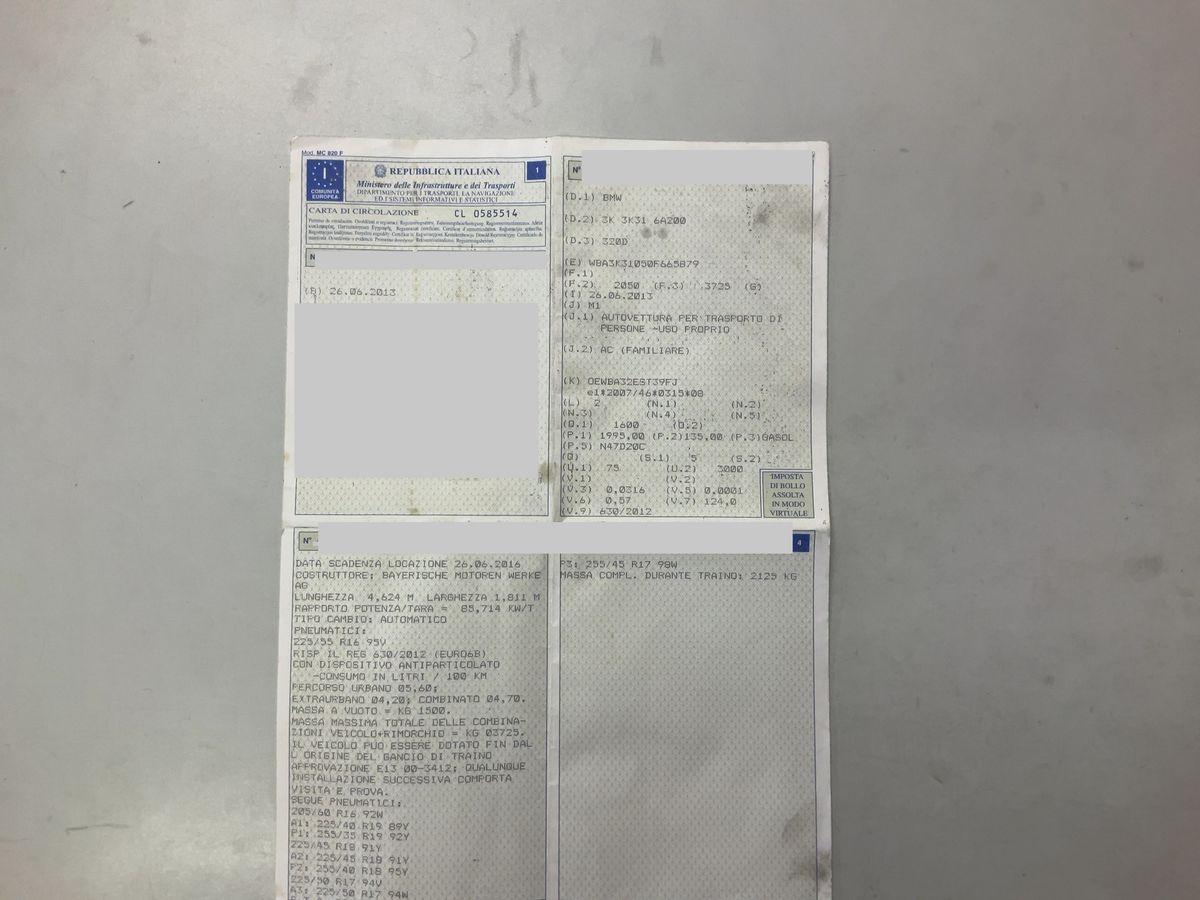 Mod. MC 820 F
I
COMUNITÀ
EUROPEA
REPUBBLICA ITALIANA
1
Ministero delle Infrastrutture e dei Trasporti
DIPARTIMENTO PER I TRASPORTI, LA NAVIGAZIONE
ED I SISTEMI INFORMATIVI E STATISTICI
CARTA DI CIRCOLAZIONE CL 0585514
N
(B) 26.06.2013
N°
(D.1) BMW
(D.2) 3K 3K31 6A200
(D.3) 320D
(E) WBA3K31050F665879
(F.1)
(F.2) 2050 (F.3) 3725 (G)
(I) 26.06.2013
(J) M1
(J.1) AUTOVETTURA PER TRASPORTO DI
PERSONE -USO PROPRIO
(J.2) AC (FAMILIARE)
(K) OEWBA32EST39FJ
e1*2007/46*0315*08
(L) 2 (N.1) (N.2)
(N.3) (N.4) (N.5)
(O.1) 1600 (O.2)
(P.1) 1995,00 (P.2)135,00 (P.3)GASOL
(P.5) N47D20C
(Q) (S.1) 5 (S.2)
(U.1) 75 (U.2) 3000
(V.1) (V.2)
(V.3) 0,0316 (V.5) 0,0001
(V.6) 0,57 (V.7) 124,0
(V.9) 630/2012
IMPOSTA
DI BOLLO
ASSOLTA
IN MODO
VIRTUALE
N°
4
DATA SCADENZA LOCAZIONE 26.06.2016
COSTRUTTORE: BAYERISCHE MOTOREN WERKE
AG
LUNGHEZZA 4,624 M LARGHEZZA 1,811 M
RAPPORTO POTENZA/TARA = 85,714 KW/T
TIPO CAMBIO: AUTOMATICO
PNEUMATICI:
225/55 R16 95V
RISP IL REG 630/2012 (EURO6B)
CON DISPOSITIVO ANTIPARTICOLATO
-CONSUMO IN LITRI / 100 KM
PERCORSO URBANO 05,60;
EXTRAURBANO 04,20; COMBINATO 04,70.
MASSA A VUOTO = KG 1500.
MASSA MASSIMA TOTALE DELLE COMBINA-
ZIONI VEICOLO+RIMORCHIO = KG 03725.
IL VEICOLO PUO ESSERE DOTATO FIN DAL
L ORIGINE DEL GANCIO DI TRAINO
APPROVAZIONE E13 00-3412; QUALUNQUE
INSTALLAZIONE SUCCESSIVA COMPORTA
VISITA E PROVA.
SEGUE PNEUMATICI:
205/60 R16 92W
A1: 225/40 R19 89Y
P1: 255/35 R19 92Y
225/45 R18 91Y
A2: 225/45 R18 91Y
P2: 255/40 R18 95Y
225/50 R17 94V
A3: 225/50 R17 94W
P3: 255/45 R17 98W
MASSA COMPL. DURANTE TRAINO: 2125 KG